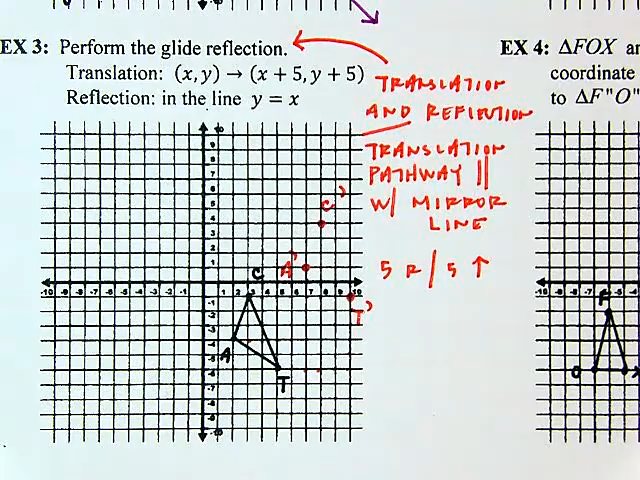 EX 3: Perform the glide reflection.
Translation: (x, y) → (x + 5, y + 5)
Reflection: in the line y = x
TRANSLATION
AND REFLECTION
TRANSLATION
PATHWAY ||
W/ MIRROR
LINE
5 R / 5 ↑
C'
A'
T'
C
A
T
EX 4: ΔFOX
coordinate
to ΔF"O"
F
O